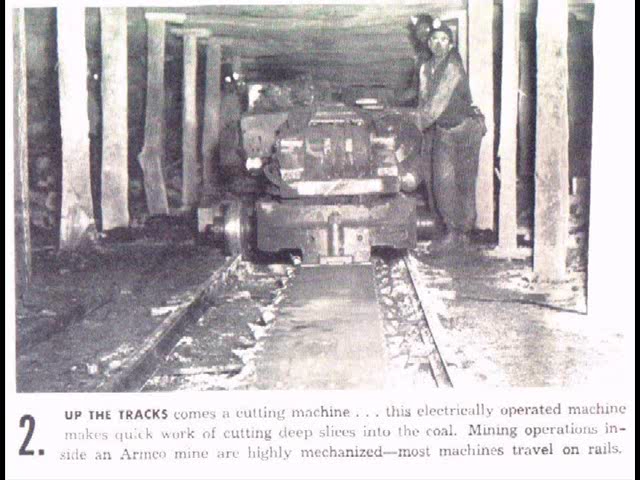 2.
UP THE TRACKS comes a cutting machine . . . this electrically operated machine
makes quick work of cutting deep slices into the coal. Mining operations in-
side an Armco mine are highly mechanized—most machines travel on rails.